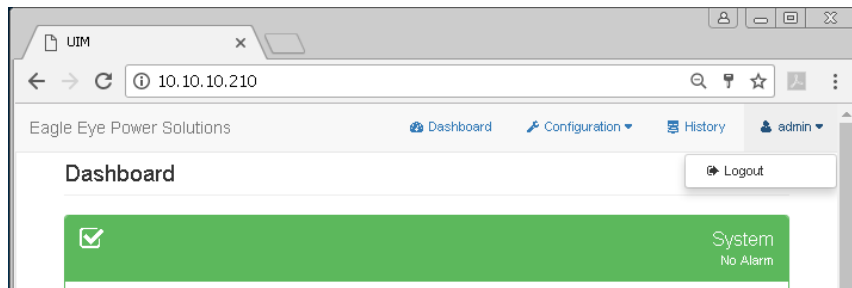 UIM
10.10.10.210
Eagle Eye Power Solutions Dashboard Configuration History admin
Logout
Dashboard
System
No Alarm